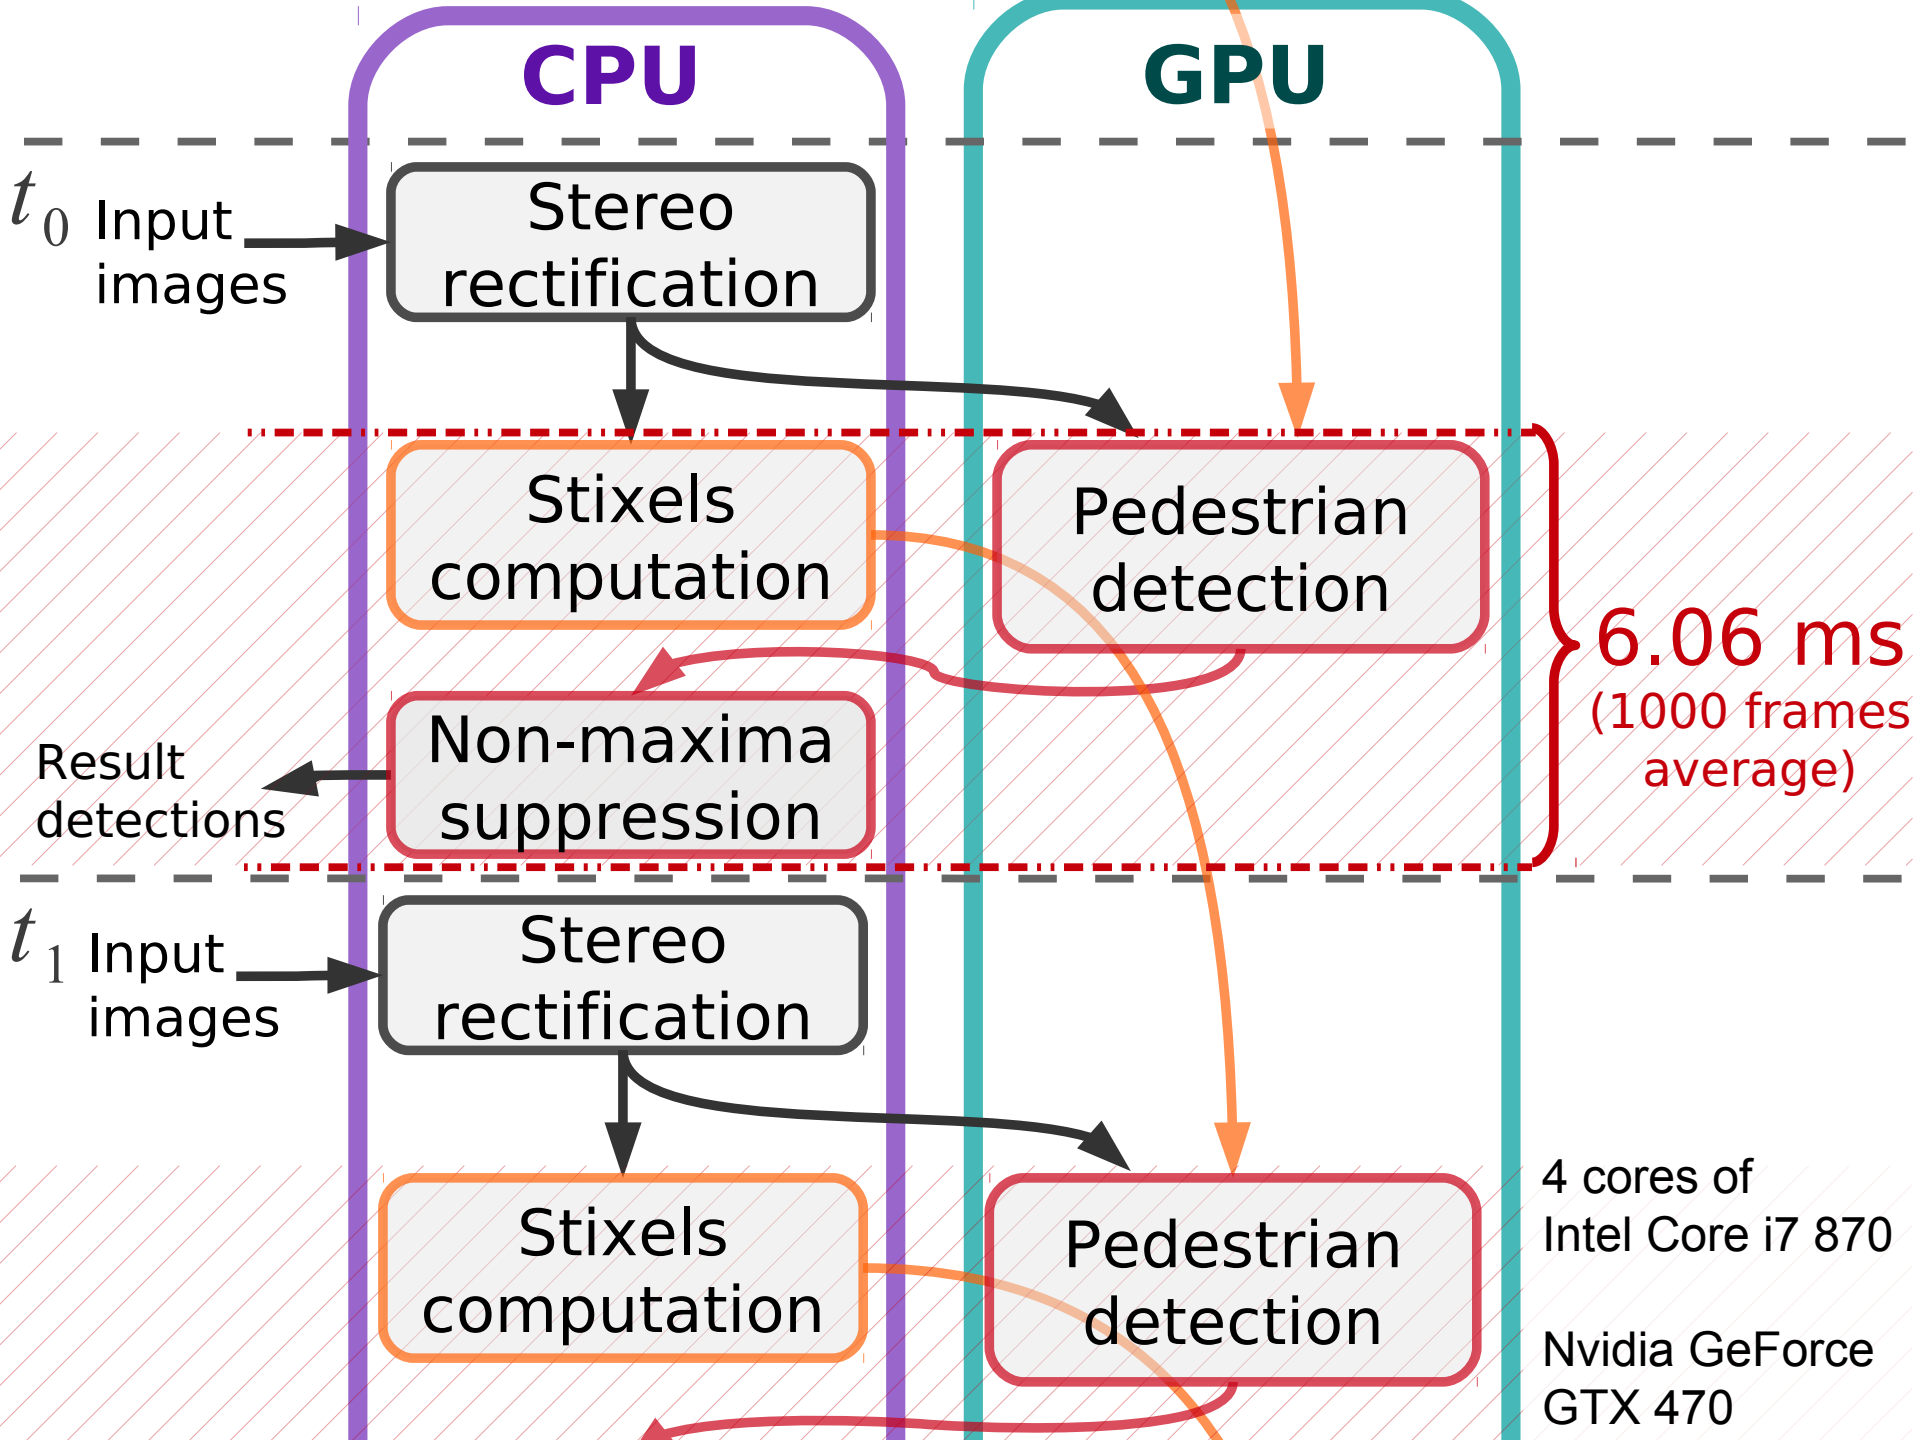 CPU
GPU
t0
Input
images
Stereo
rectification
Stixels
computation
Pedestrian
detection
6.06 ms
(1000 frames
average)
Non-maxima
suppression
Result
detections
t1
Input
images
Stereo
rectification
Stixels
computation
Pedestrian
detection
4 cores of
Intel Core i7 870
Nvidia GeForce
GTX 470